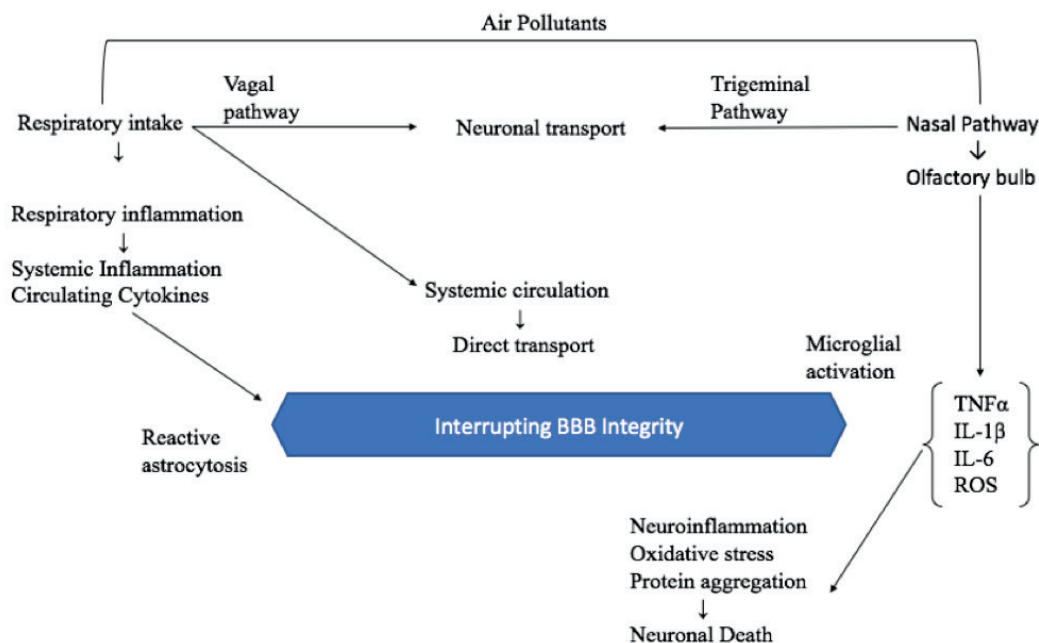 Air Pollutants
Vagal
pathway
Trigeminal
Pathway
Respiratory intake
Neuronal transport
Nasal Pathway
Olfactory bulb
Respiratory inflammation
Systemic Inflammation
Circulating Cytokines
Systemic circulation
Direct transport
Microglial
activation
Interrupting BBB Integrity
Reactive
astrocytosis
TNFα
IL-1β
IL-6
ROS
Neuroinflammation
Oxidative stress
Protein aggregation
Neuronal Death